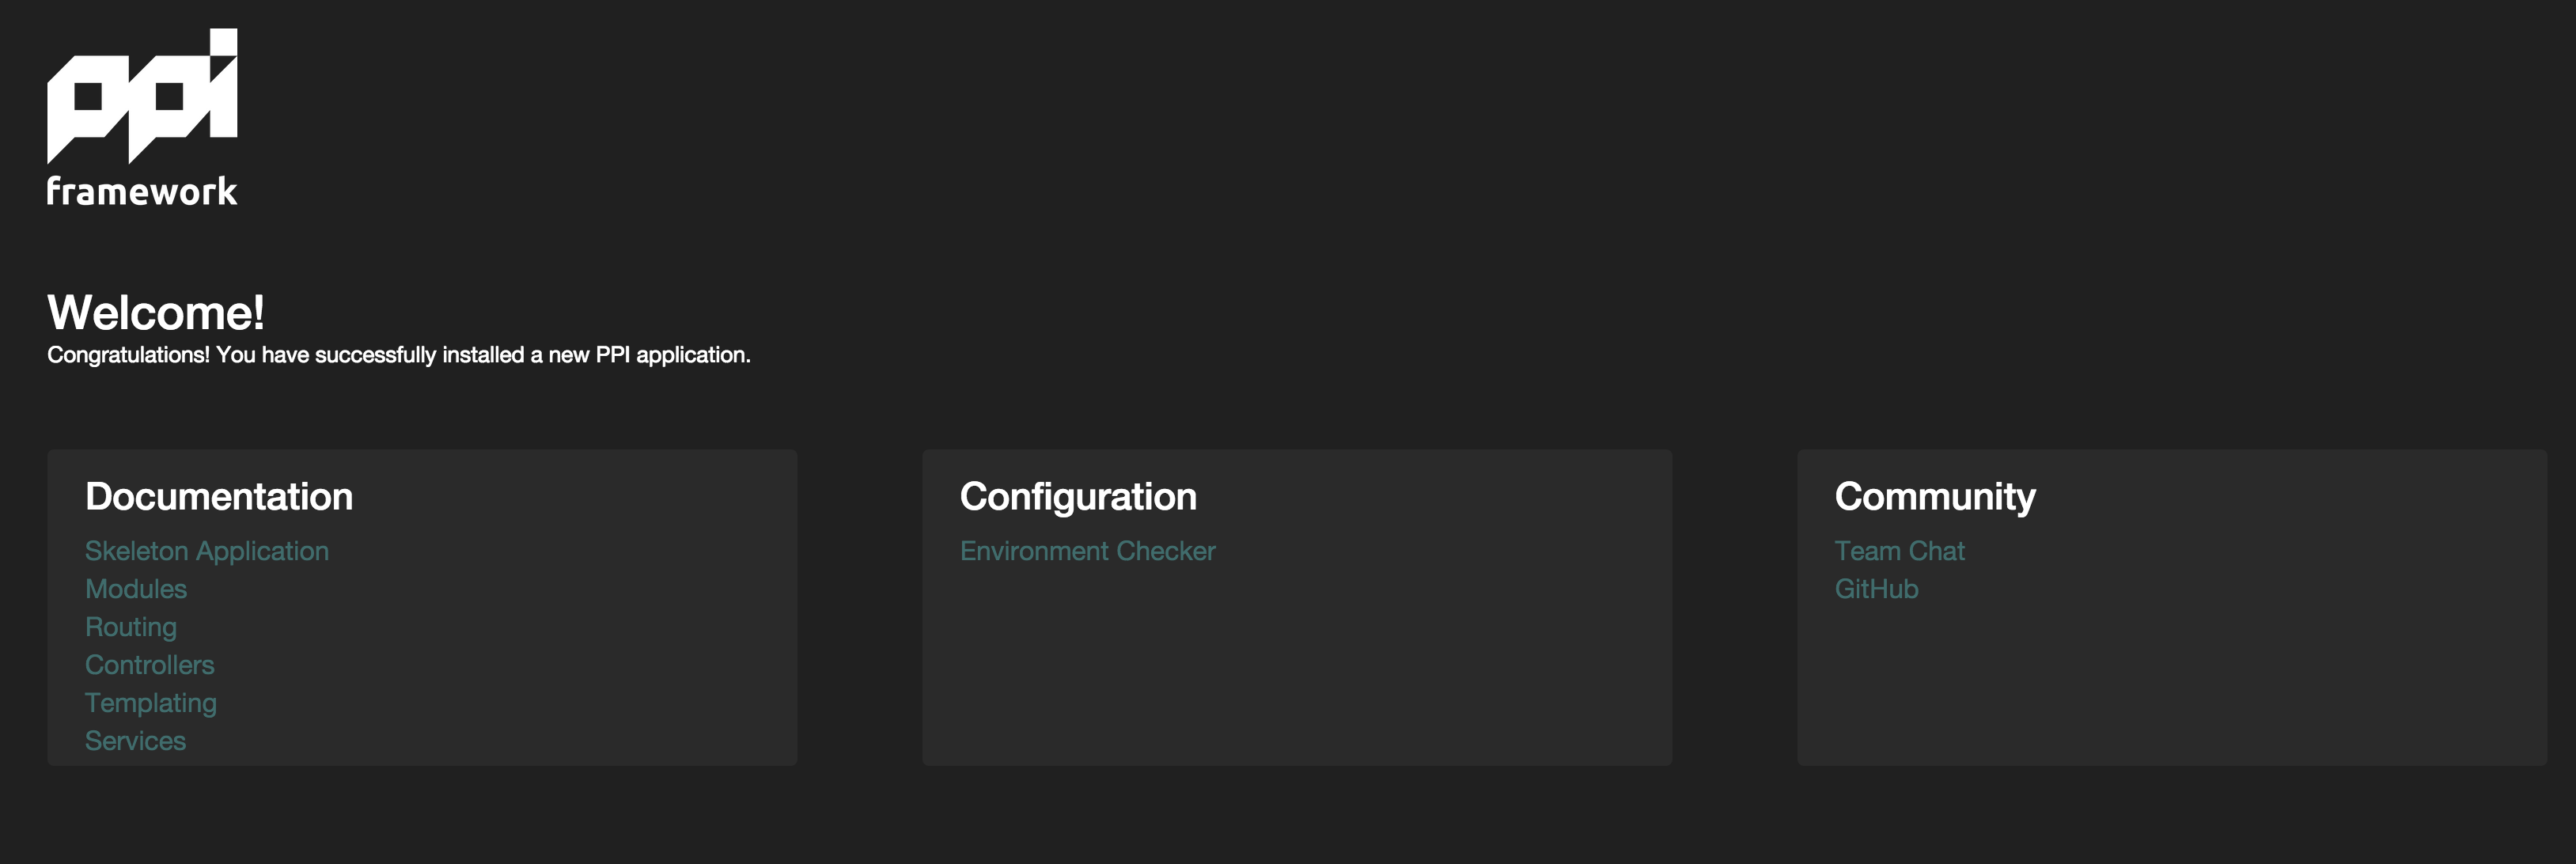 ppi
framework
Welcome!
Congratulations! You have successfully installed a new PPI application.
Documentation
Skeleton Application
Modules
Routing
Controllers
Templating
Services
Configuration
Environment Checker
Community
Team Chat
GitHub